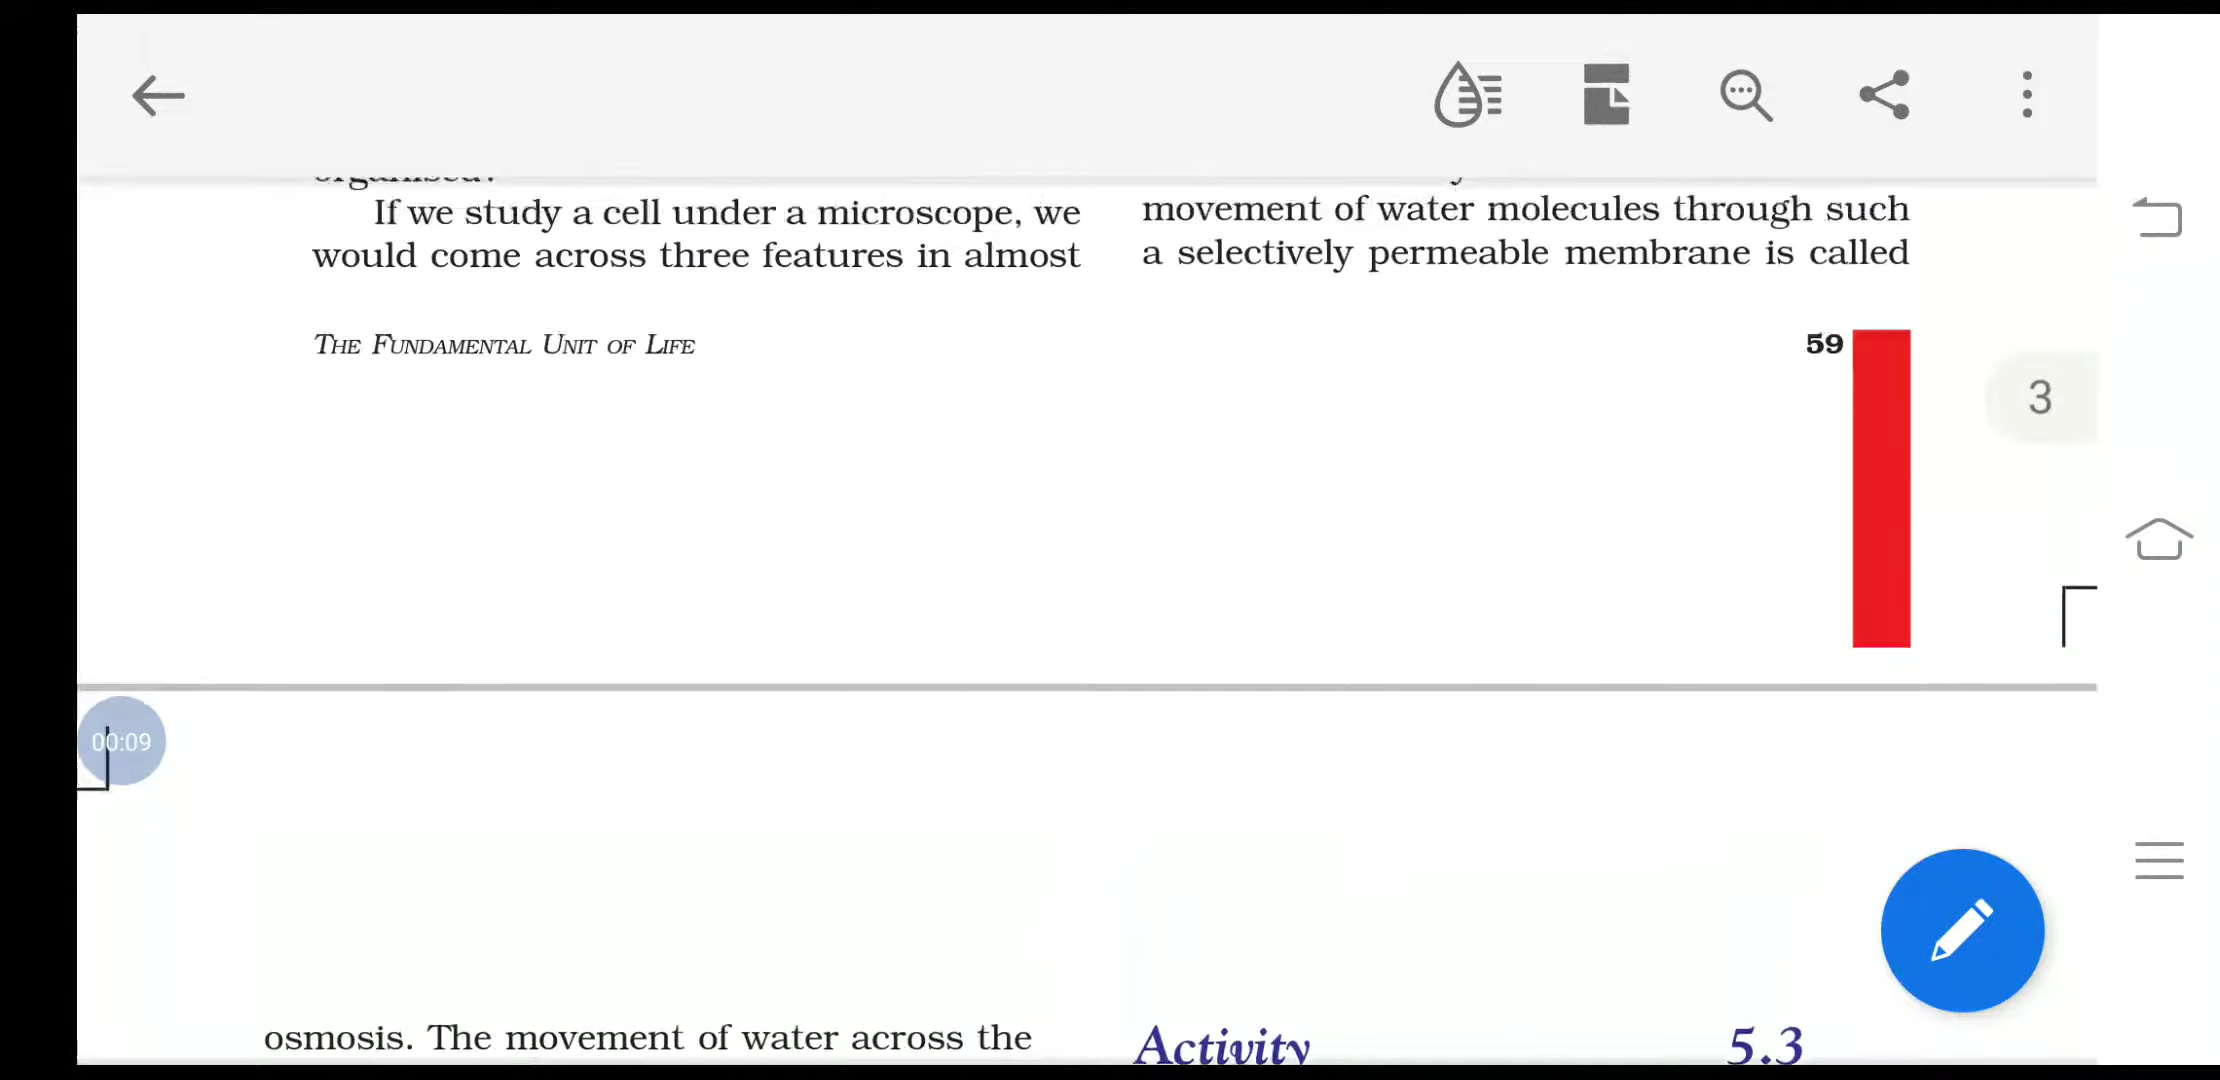 If we study a cell under a microscope, we
would come across three features in almost
movement of water molecules through such
a selectively permeable membrane is called
THE FUNDAMENTAL UNIT OF LIFE
59
3
00:09
osmosis. The movement of water across the
Activity 5.3